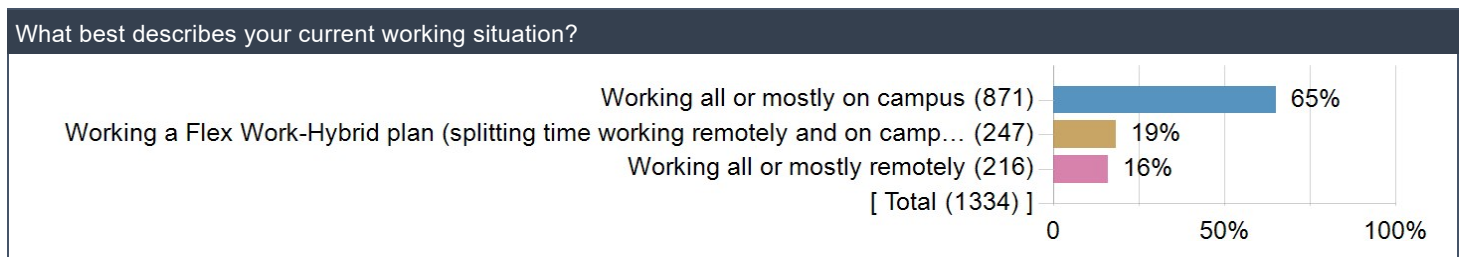 What best describes your current working situation?
Working all or mostly on campus (871) 65%
Working a Flex Work-Hybrid plan (splitting time working remotely and on camp... (247) 19%
Working all or mostly remotely (216) 16%
[ Total (1334) ]
0 50% 100%